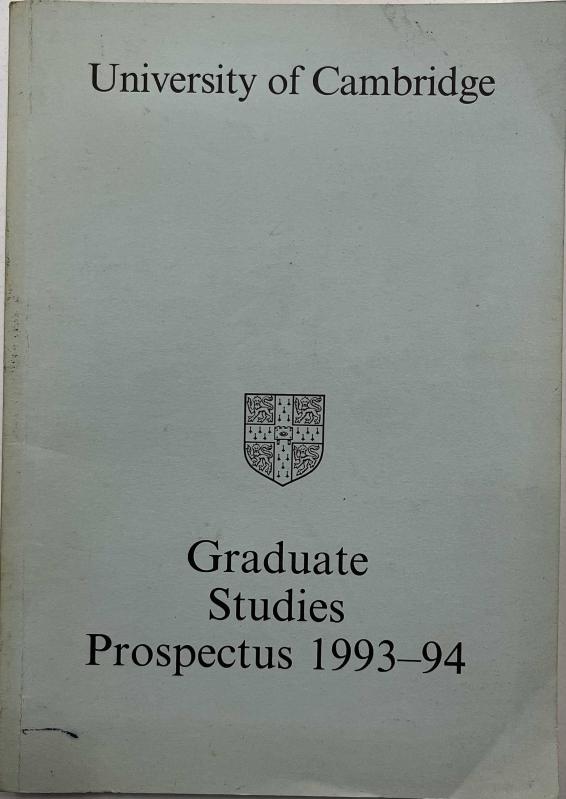 University of Cambridge
Graduate
Studies
Prospectus 1993–94